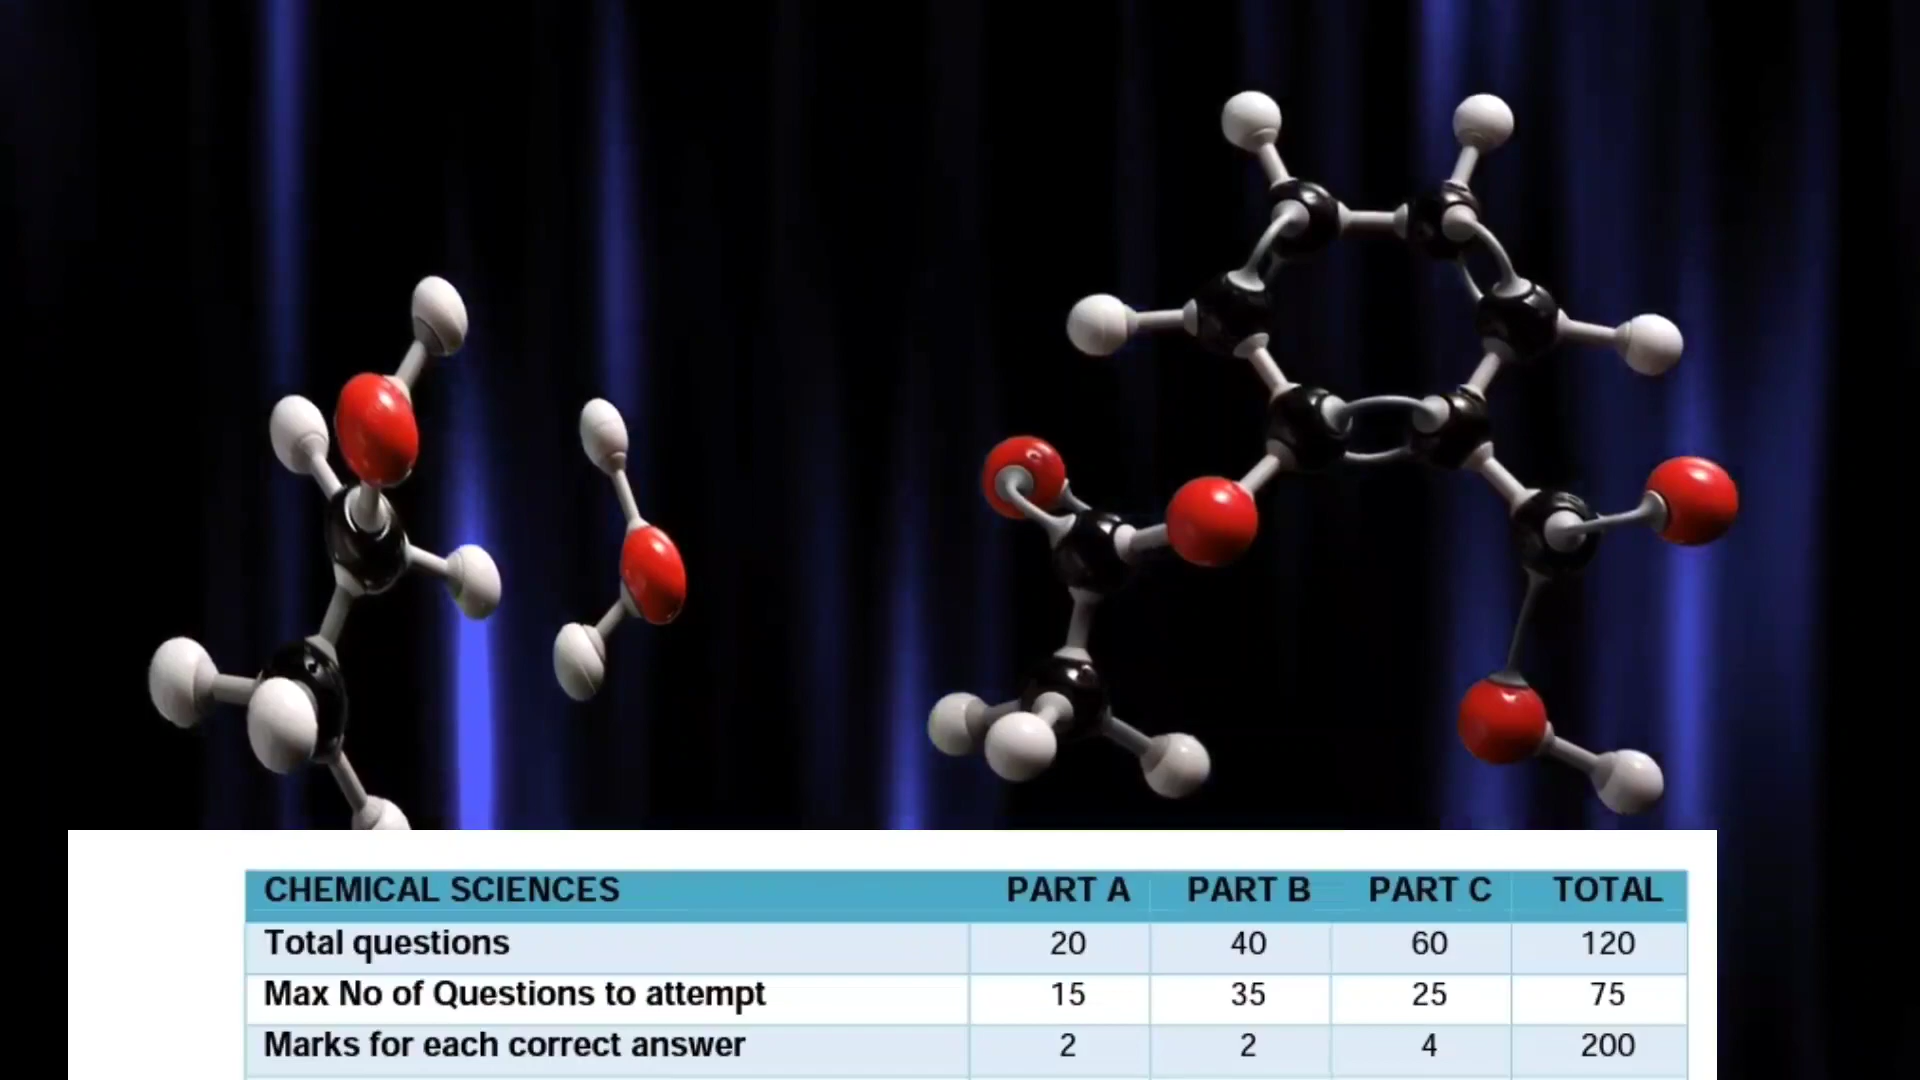 CHEMICAL SCIENCES PART A PART B PART C TOTAL
Total questions 20 40 60 120
Max No of Questions to attempt 15 35 25 75
Marks for each correct answer 2 2 4 200